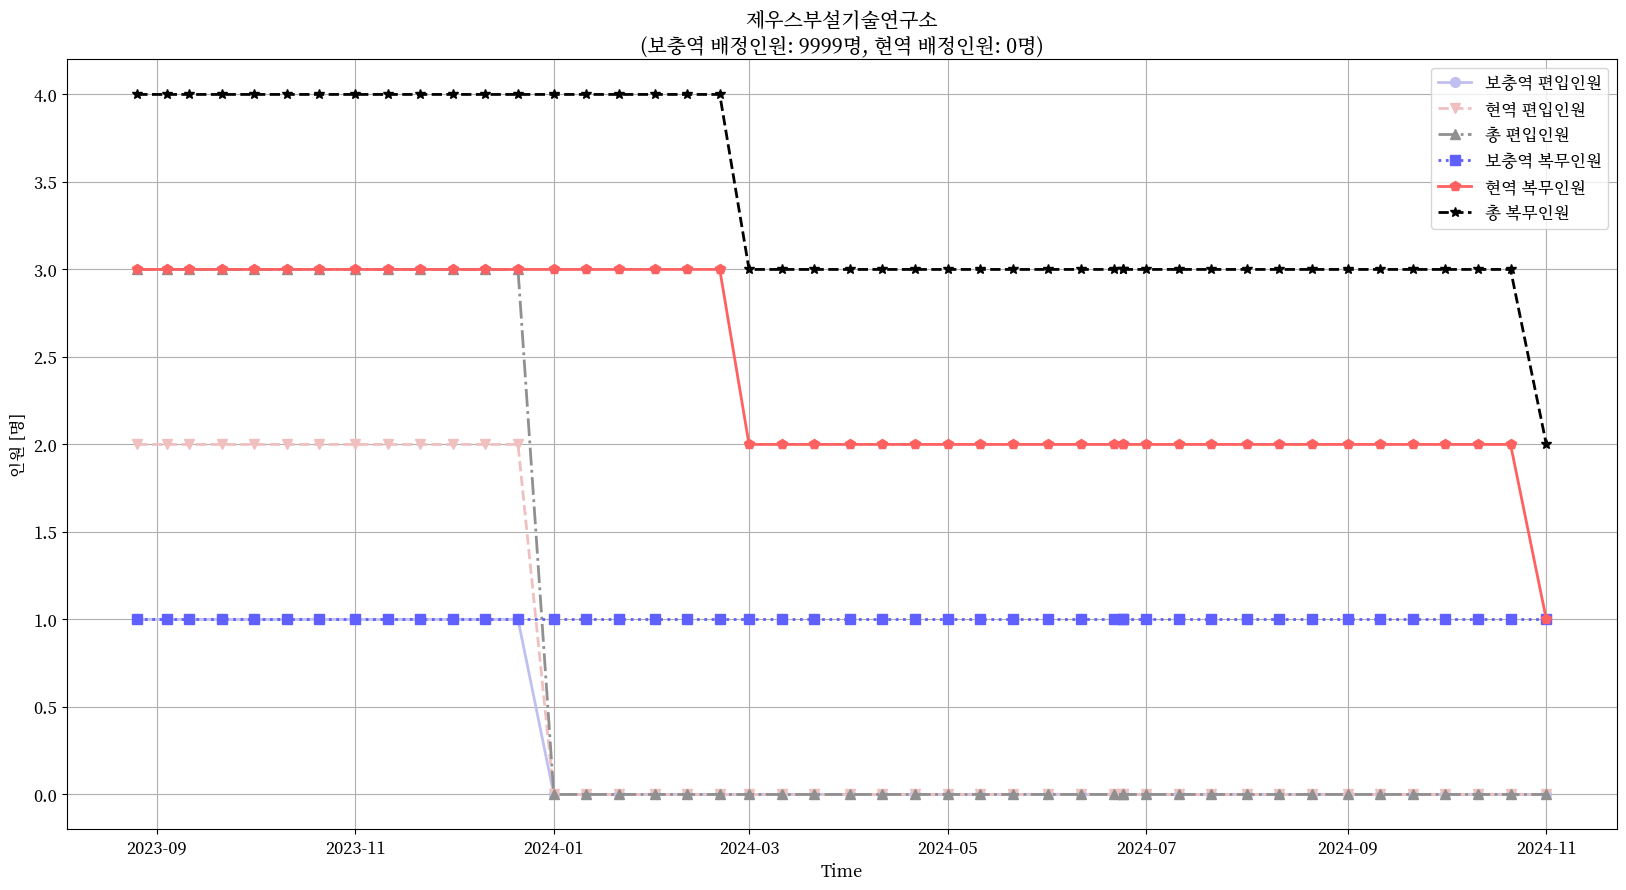 제우스부설기술연구소
(보충역 배정인원: 9999명, 현역 배정인원: 0명)
보충역 편입인원
현역 편입인원
총 편입인원
보충역 복무인원
현역 복무인원
총 복무인원
인원 [명]
4.0
3.5
3.0
2.5
2.0
1.5
1.0
0.5
0.0
2023-09 2023-11 2024-01 2024-03 2024-05 2024-07 2024-09 2024-11
Time